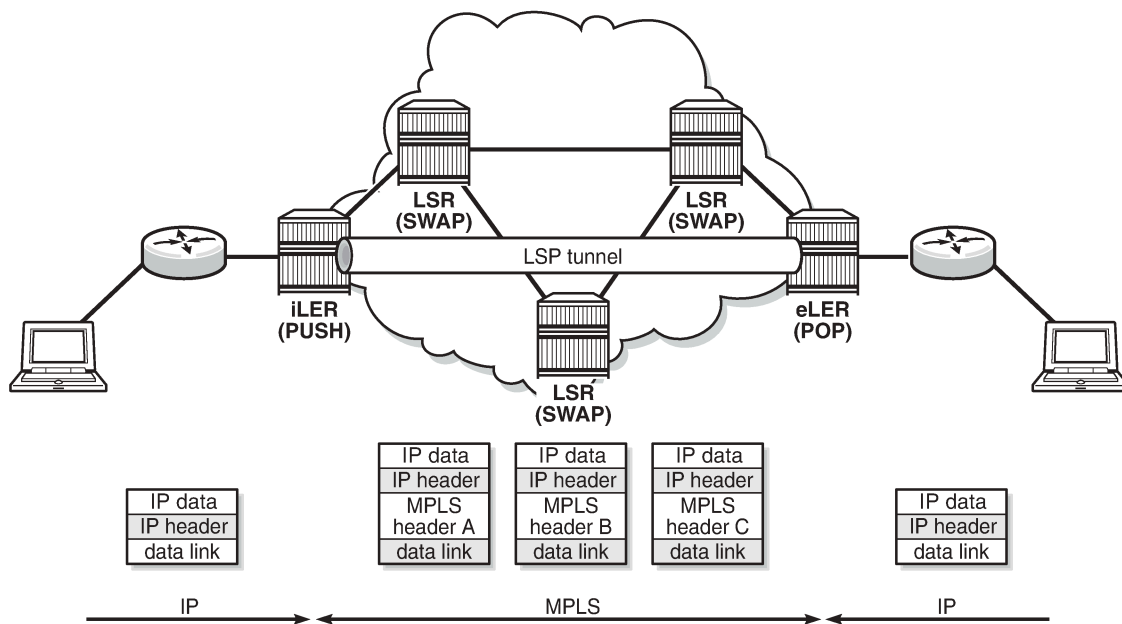 LSR
(SWAP)
LSR
(SWAP)
LSP tunnel
iLER
(PUSH)
eLER
(POP)
LSR
(SWAP)
IP data
IP header
data link
IP data
IP header
MPLS
header A
data link
IP data
IP header
MPLS
header B
data link
IP data
IP header
MPLS
header C
data link
IP data
IP header
data link
IP
MPLS
IP